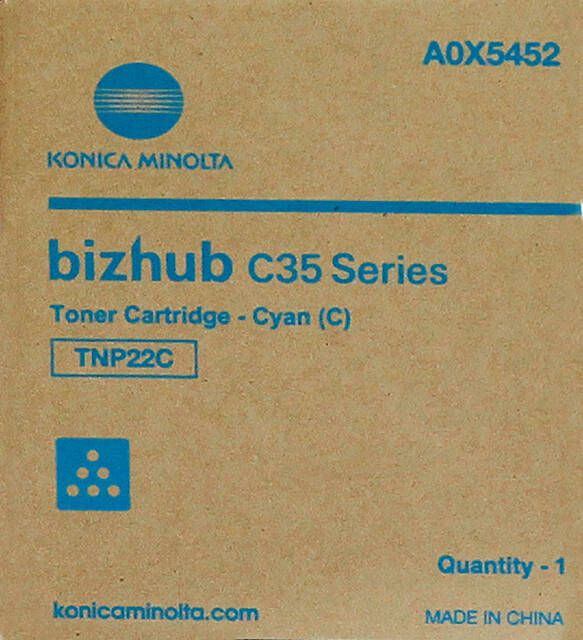 A0X5452
KONICA MINOLTA
bizhub C35 Series
Toner Cartridge - Cyan (C)
TNP22C
Quantity - 1
konicaminolta.com
MADE IN CHINA